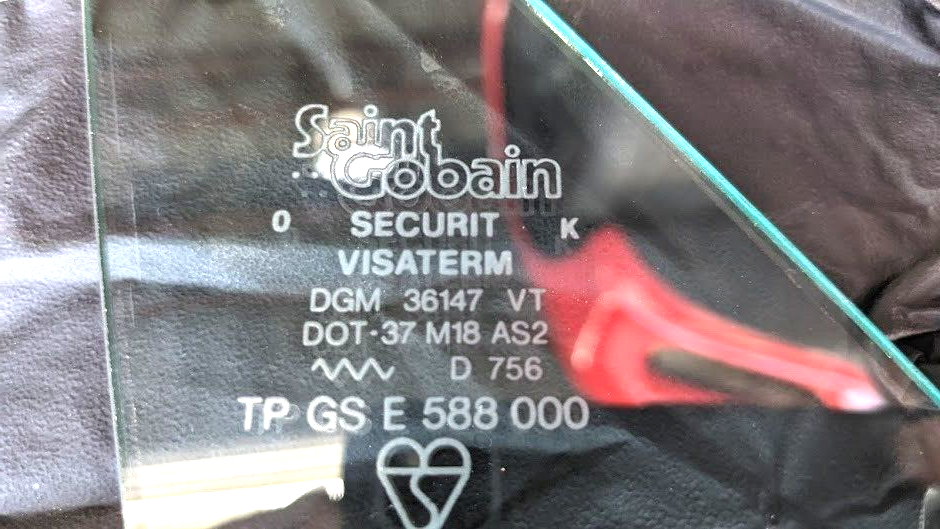 Saint
Gobain
0 SECURIT K
VISATERM
DGM 36147 VT
DOT-37 M18 AS2
D 756
TP GS E 588 000